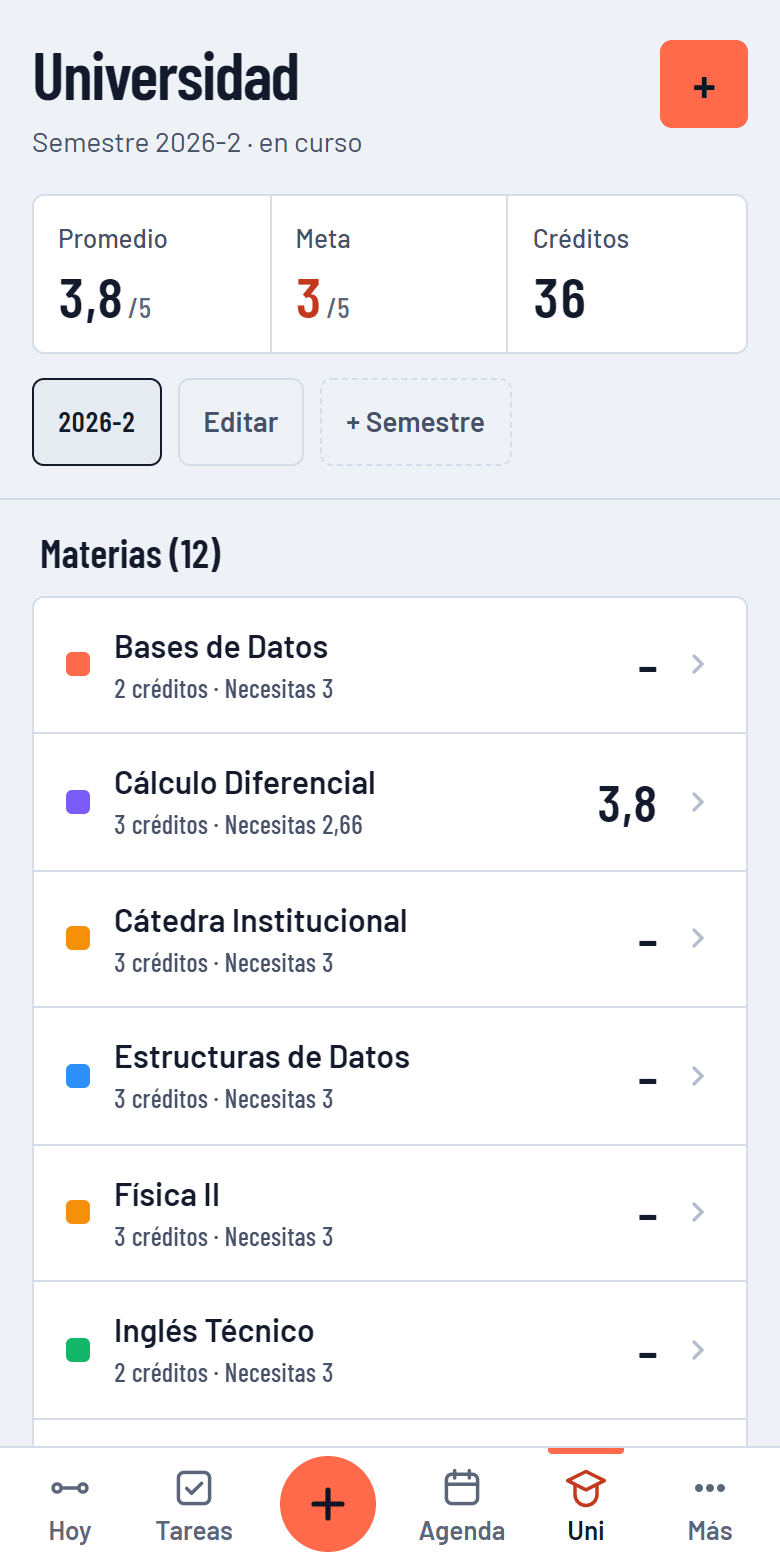 Universidad
+
Semestre 2026-2 · en curso
Promedio
Meta
Créditos
3,8 /5
3 /5
36
2026-2
Editar
+ Semestre
Materias (12)
Bases de Datos
2 créditos · Necesitas 3
–
Cálculo Diferencial
3 créditos · Necesitas 2,66
3,8
Cátedra Institucional
3 créditos · Necesitas 3
–
Estructuras de Datos
3 créditos · Necesitas 3
–
Física II
3 créditos · Necesitas 3
–
Inglés Técnico
2 créditos · Necesitas 3
–
Hoy
Tareas
+
Agenda
Uni
Más